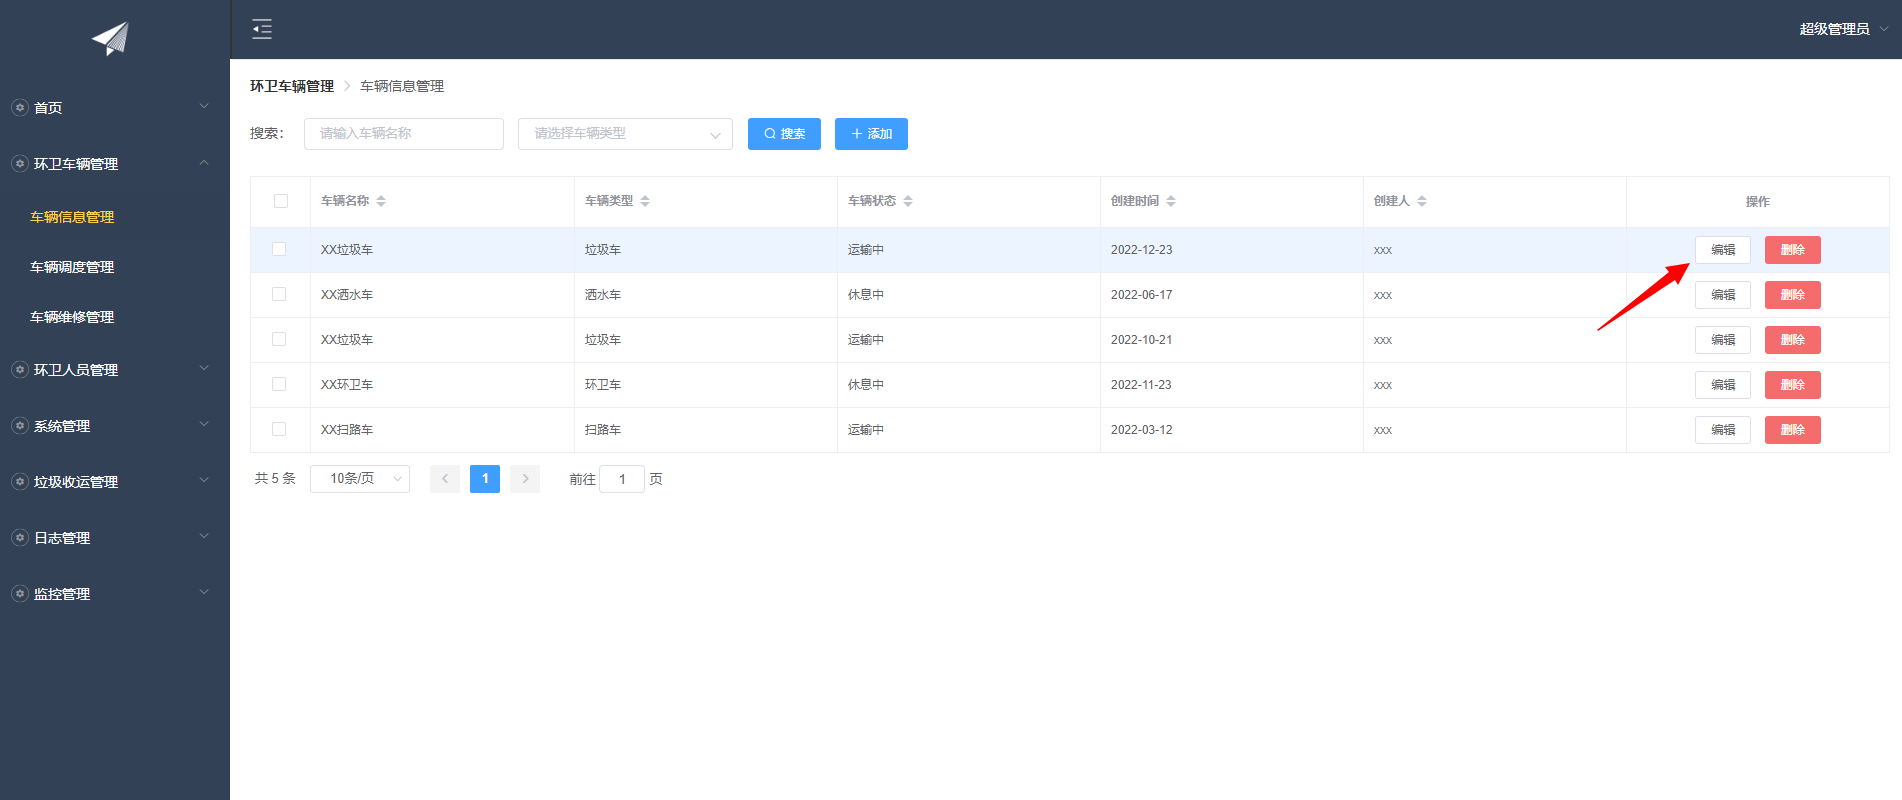 超级管理员
首页
环卫车辆管理
车辆信息管理
车辆调度管理
车辆维修管理
环卫人员管理
系统管理
垃圾收运管理
日志管理
监控管理
环卫车辆管理 > 车辆信息管理
搜索： 请输入车辆名称 请选择车辆类型 搜索 + 添加
车辆名称 车辆类型 车辆状态 创建时间 创建人 操作
XX垃圾车 垃圾车 运输中 2022-12-23 xxx 编辑 删除
XX洒水车 洒水车 休息中 2022-06-17 xxx 编辑 删除
XX垃圾车 垃圾车 运输中 2022-10-21 xxx 编辑 删除
XX环卫车 环卫车 休息中 2022-11-23 xxx 编辑 删除
XX扫路车 扫路车 运输中 2022-03-12 xxx 编辑 删除
共 5 条 10条/页 < 1 > 前往 1 页